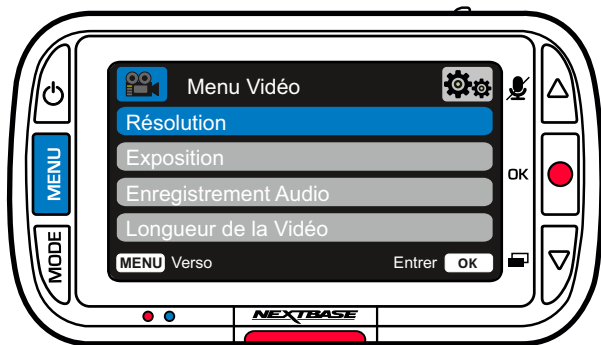 Menu Vidéo
Résolution
Exposition
Enregistrement Audio
Longueur de la Vidéo
MENU Verso Entrer OK
MENU
MODE
OK
NEXTBASE